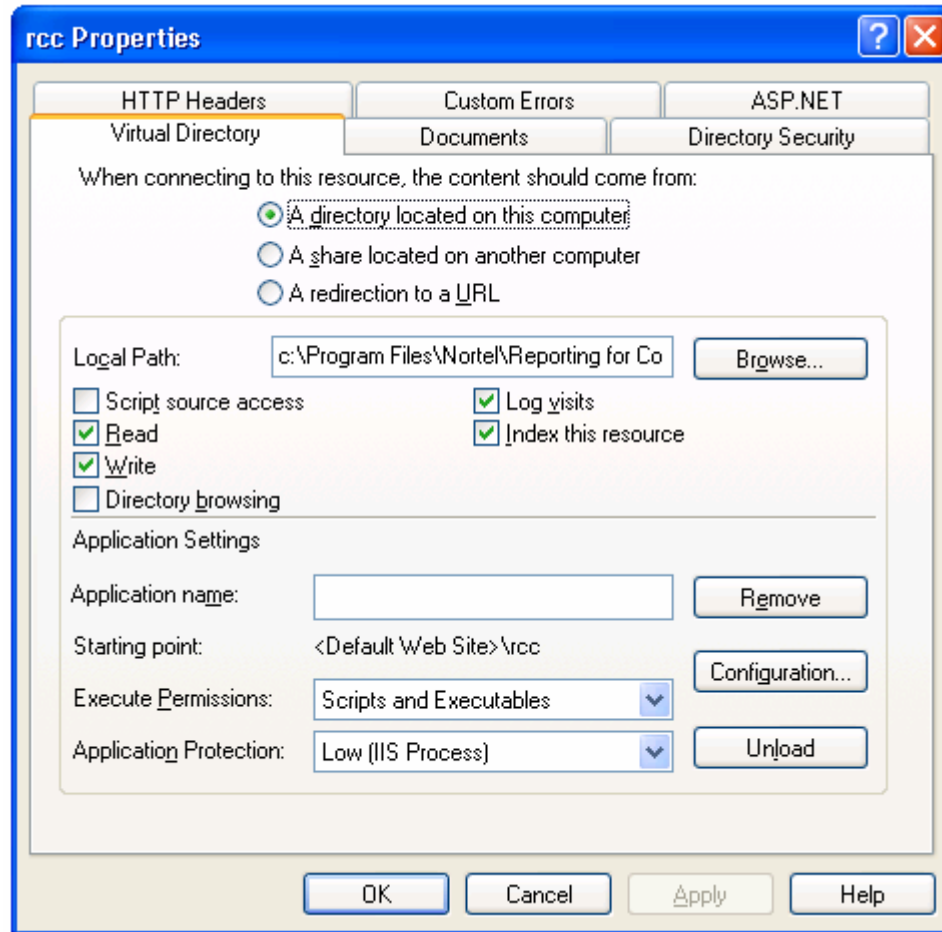 rcc Properties
HTTP Headers Custom Errors ASP.NET
Virtual Directory Documents Directory Security
When connecting to this resource, the content should come from:
A directory located on this computer
A share located on another computer
A redirection to a URL
Local Path: c:\Program Files\Nortel\Reporting for Co Browse...
Script source access Log visits
Read Index this resource
Write
Directory browsing
Application Settings
Application name: Remove
Starting point: <Default Web Site>\rcc
Configuration...
Execute Permissions: Scripts and Executables
Application Protection: Low (IIS Process) Unload
OK Cancel Apply Help